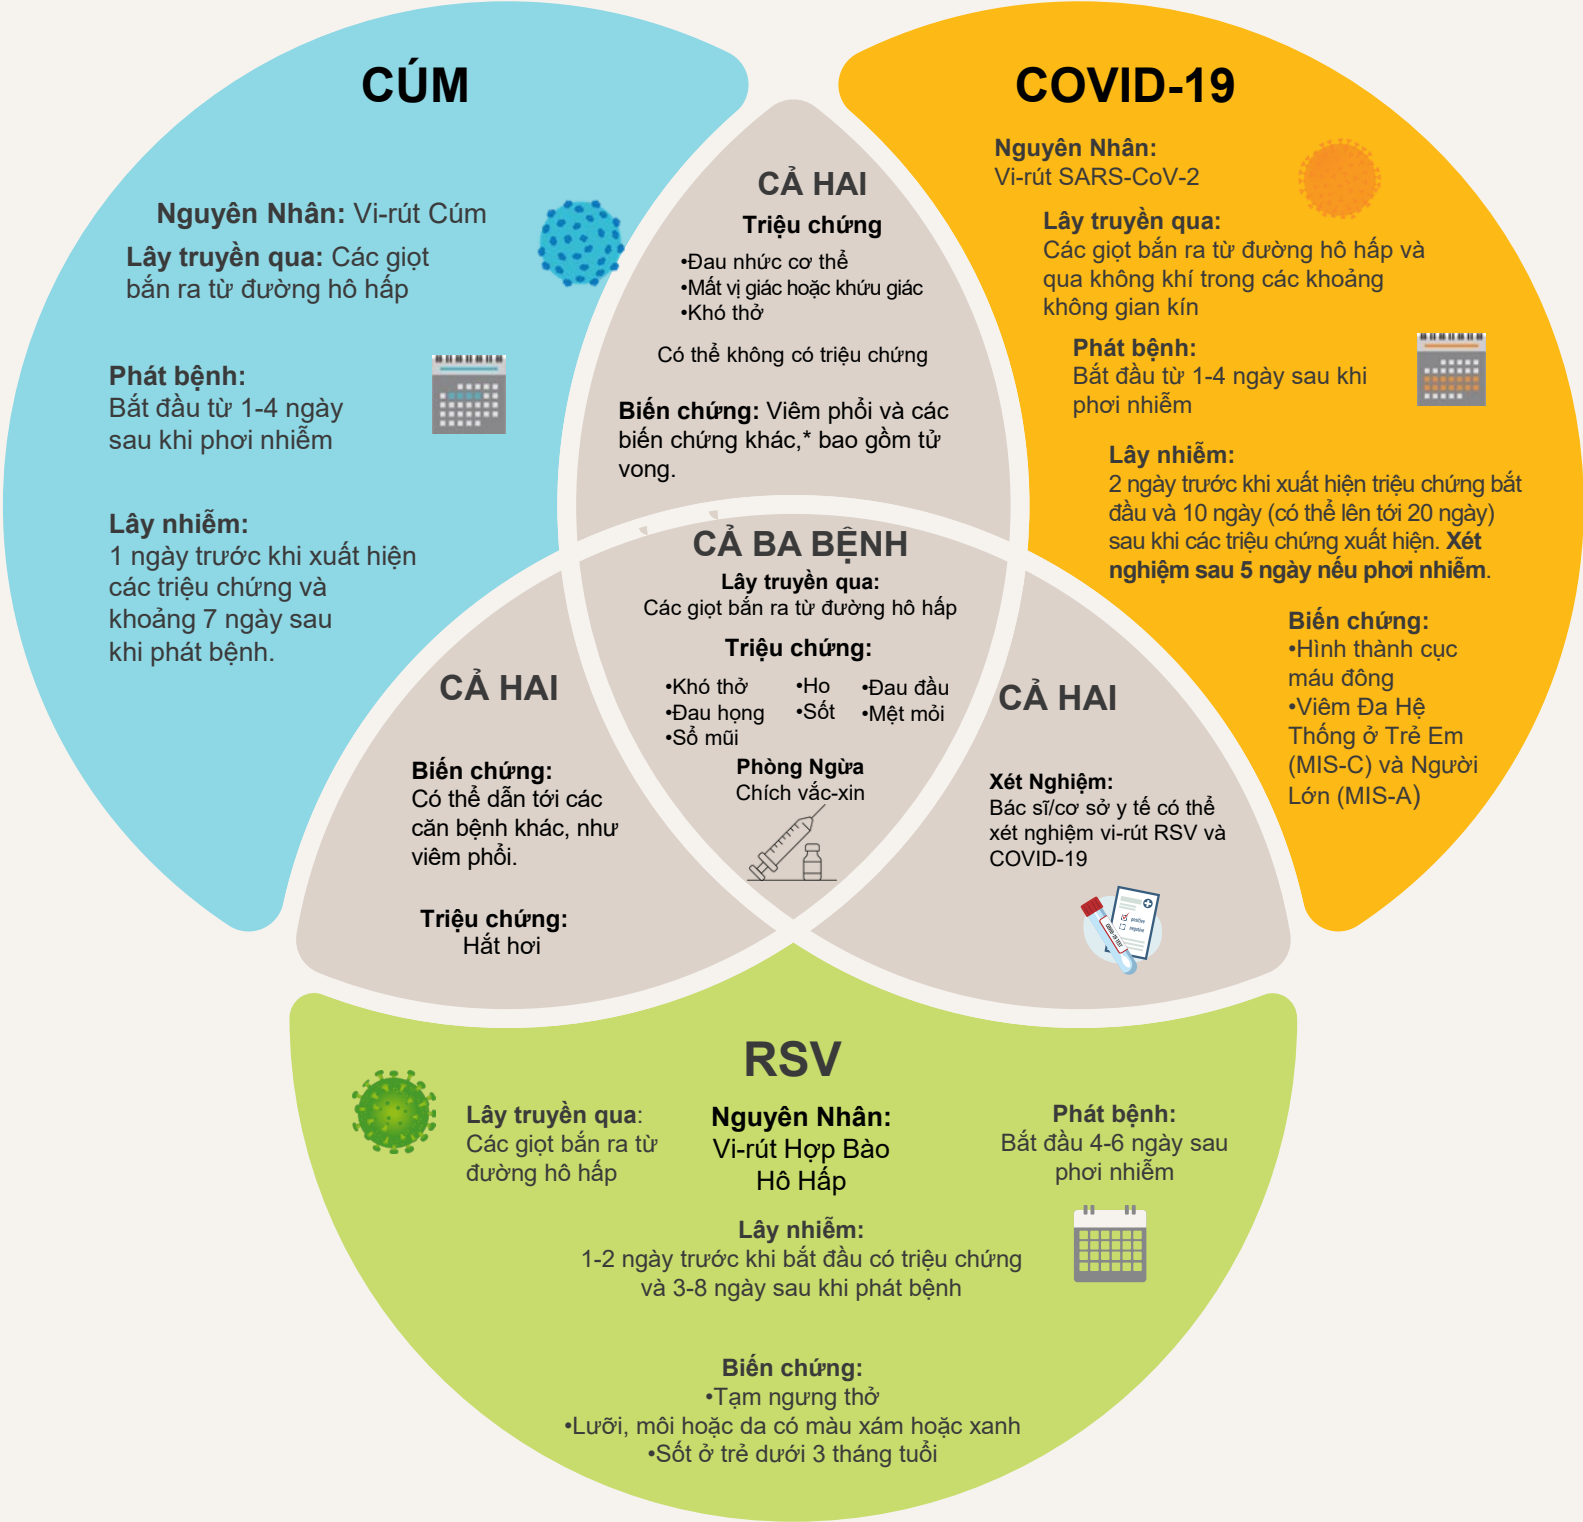 CÚM
Nguyên Nhân: Vi-rút Cúm
Lây truyền qua: Các giọt
bắn ra từ đường hô hấp
Phát bệnh:
Bắt đầu từ 1-4 ngày
sau khi phơi nhiễm
Lây nhiễm:
1 ngày trước khi xuất hiện
các triệu chứng và
khoảng 7 ngày sau
khi phát bệnh.
CẢ HAI
Triệu chứng
•Đau nhức cơ thể
•Mất vị giác hoặc khứu giác
•Khó thở
Có thể không có triệu chứng
Biến chứng: Viêm phổi và các
biến chứng khác,* bao gồm tử
vong.
COVID-19
Nguyên Nhân:
Vi-rút SARS-CoV-2
Lây truyền qua:
Các giọt bắn ra từ đường hô hấp và
qua không khí trong các khoảng
không gian kín
Phát bệnh:
Bắt đầu từ 1-4 ngày sau khi
phơi nhiễm
Lây nhiễm:
2 ngày trước khi xuất hiện triệu chứng bắt
đầu và 10 ngày (có thể lên tới 20 ngày)
sau khi các triệu chứng xuất hiện. Xét
nghiệm sau 5 ngày nếu phơi nhiễm.
Biến chứng:
•Hình thành cục
máu đông
•Viêm Đa Hệ
Thống ở Trẻ Em
(MIS-C) và Người
Lớn (MIS-A)
CẢ BA BỆNH
Lây truyền qua:
Các giọt bắn ra từ đường hô hấp
Triệu chứng:
•Khó thở •Ho •Đau đầu
•Đau họng •Sốt •Mệt mỏi
•Sổ mũi
Phòng Ngừa
Chích vắc-xin
CẢ HAI
Biến chứng:
Có thể dẫn tới các
căn bệnh khác, như
viêm phổi.
Triệu chứng:
Hắt hơi
CẢ HAI
Xét Nghiệm:
Bác sĩ/cơ sở y tế có thể
xét nghiệm vi-rút RSV và
COVID-19
positive
negative
COVID-19 TEST
RSV
Lây truyền qua:
Các giọt bắn ra từ
đường hô hấp
Nguyên Nhân:
Vi-rút Hợp Bào
Hô Hấp
Phát bệnh:
Bắt đầu 4-6 ngày sau
phơi nhiễm
Lây nhiễm:
1-2 ngày trước khi bắt đầu có triệu chứng
và 3-8 ngày sau khi phát bệnh
Biến chứng:
•Tạm ngưng thở
•Lưỡi, môi hoặc da có màu xám hoặc xanh
•Sốt ở trẻ dưới 3 tháng tuổi